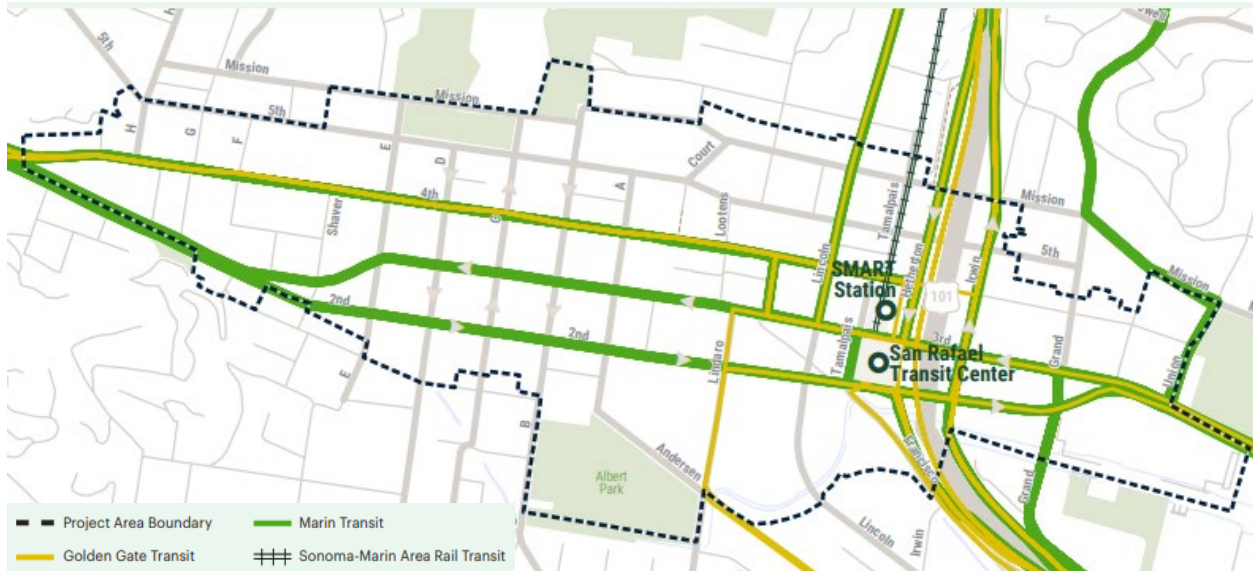 5th
H
Mission
Mission
5th
H
G
F
E
D
A
Court
4th
Shaver
Lootens
Tamalpais
Mission
5th
Mission
Lincoln
SMART
Station
Hetherton
101
Irwin
2nd
2nd
3rd
Lindaro
Tamalpais
San Rafael
Transit Center
Grand
Union
E
B
Albert
Park
Andersen
Francisco
Grand
Lincoln
Irwin
Project Area Boundary
Marin Transit
Golden Gate Transit
Sonoma-Marin Area Rail Transit